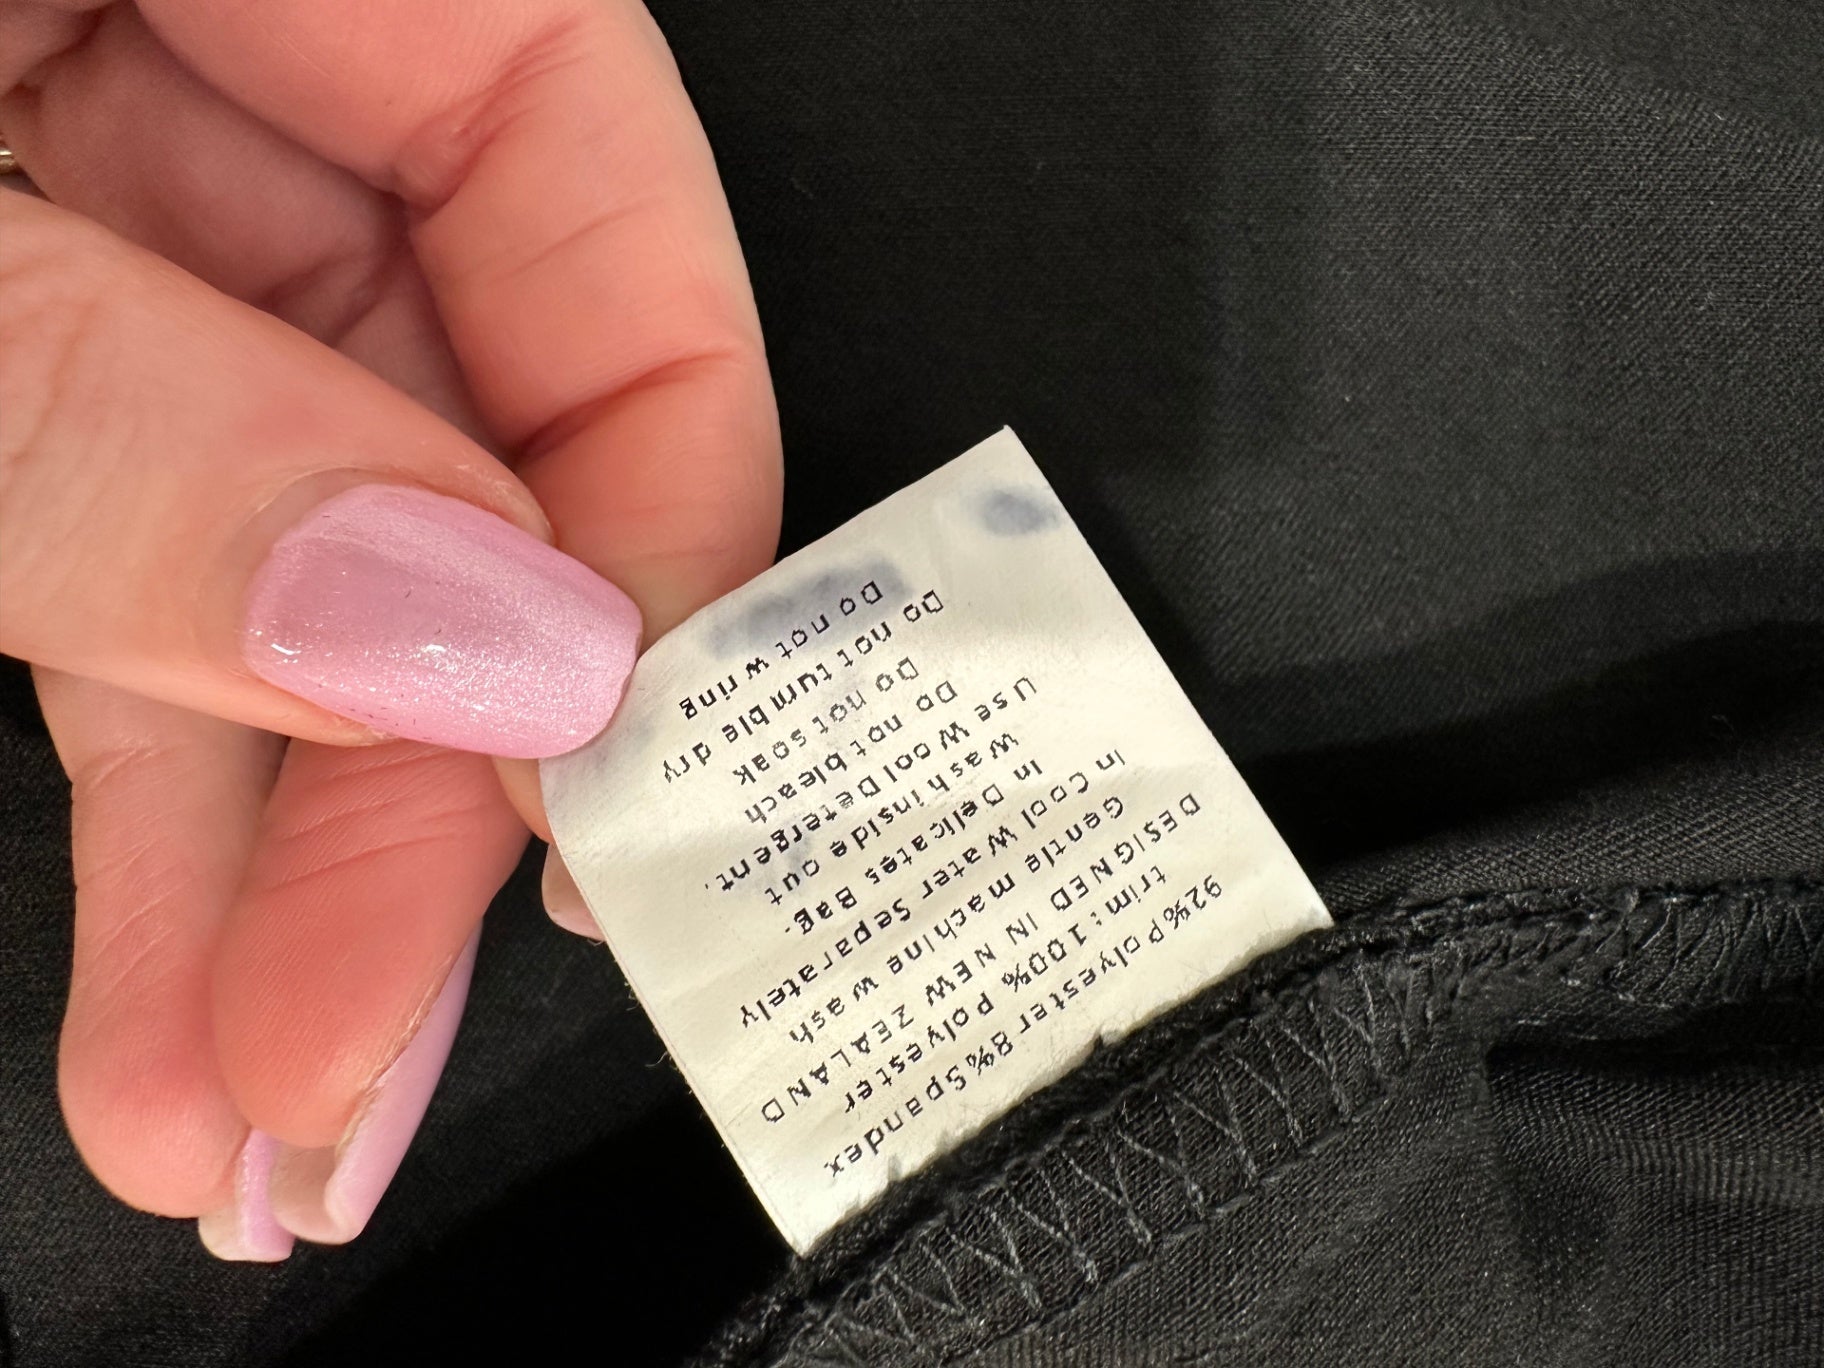 92%Polyester 8%Spandex
trim:100% Polyester
DESIGNED IN NEW ZEALAND
Gentle machine wash
In Cool Water Separately
In Delicates Bag.
Wash inside out
Use Wool Detergent.
Do not bleach
Do not soak
Do not tumble dry
Do not wring